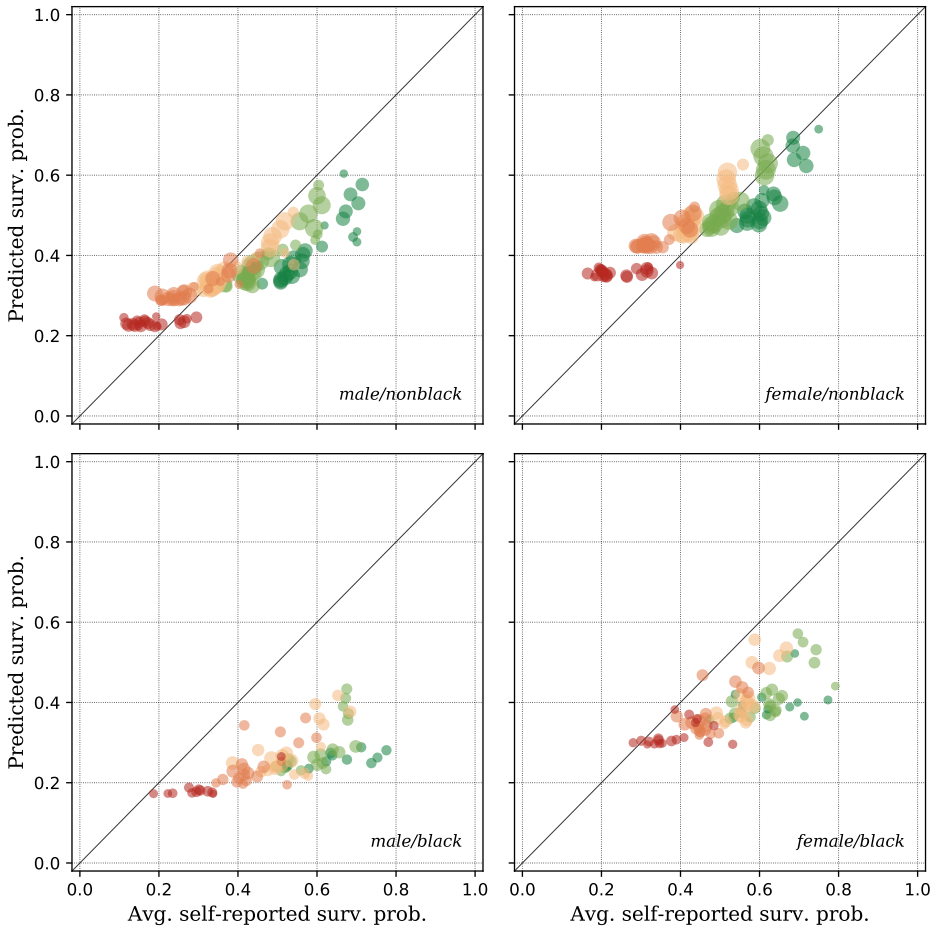 1.0
0.8
0.6
0.4
0.2
0.0
Predicted surv. prob.
male/nonblack
female/nonblack
1.0
0.8
0.6
0.4
0.2
0.0
Predicted surv. prob.
male/black
female/black
0.0 0.2 0.4 0.6 0.8 1.0
0.2 0.4 0.6 0.8 1.0
Avg. self-reported surv. prob.
Avg. self-reported surv. prob.